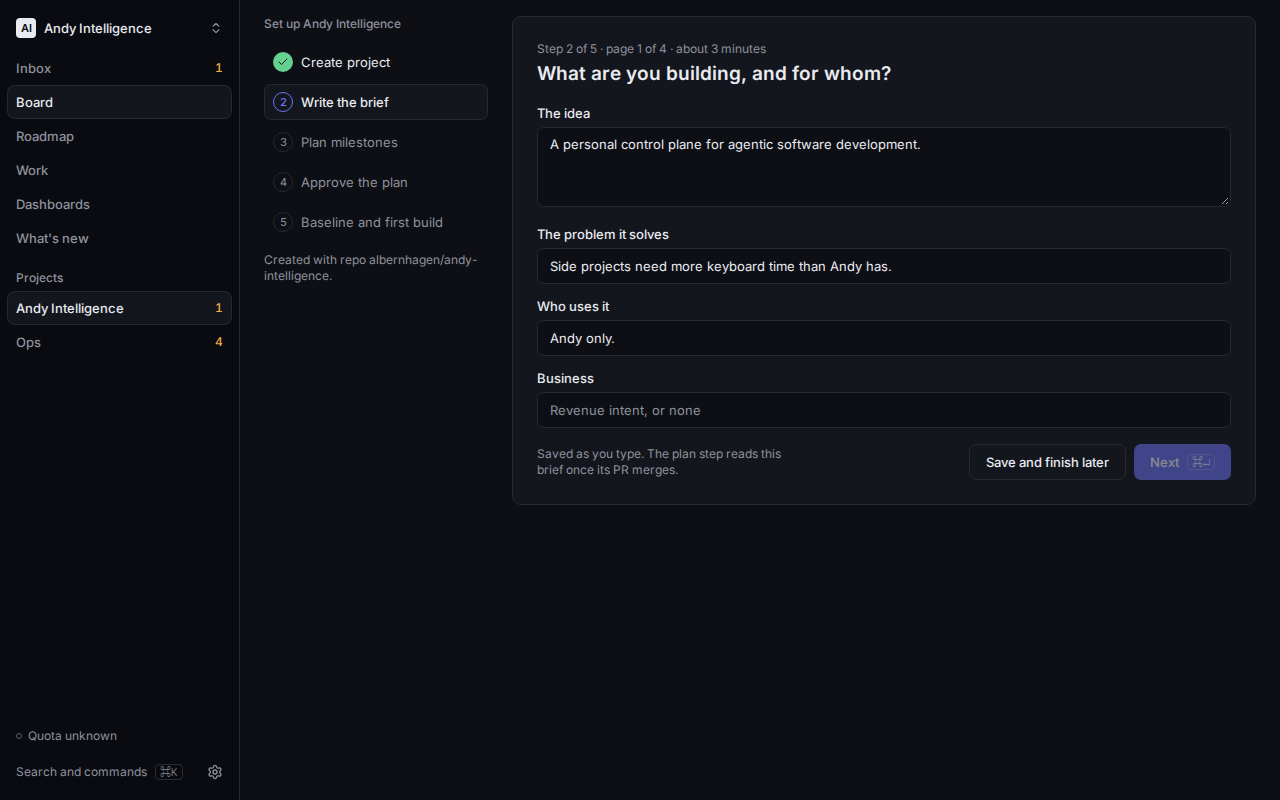 AI Andy Intelligence
Inbox 1
Board
Roadmap
Work
Dashboards
What's new
Projects
Andy Intelligence 1
Ops 4
Quota unknown
Search and commands ⌘K
Set up Andy Intelligence
Create project
2 Write the brief
3 Plan milestones
4 Approve the plan
5 Baseline and first build
Created with repo albernhagen/andy-
intelligence.
Step 2 of 5 · page 1 of 4 · about 3 minutes
What are you building, and for whom?
The idea
A personal control plane for agentic software development.
The problem it solves
Side projects need more keyboard time than Andy has.
Who uses it
Andy only.
Business
Revenue intent, or none
Saved as you type. The plan step reads this
brief once its PR merges.
Save and finish later
Next ⌘↵